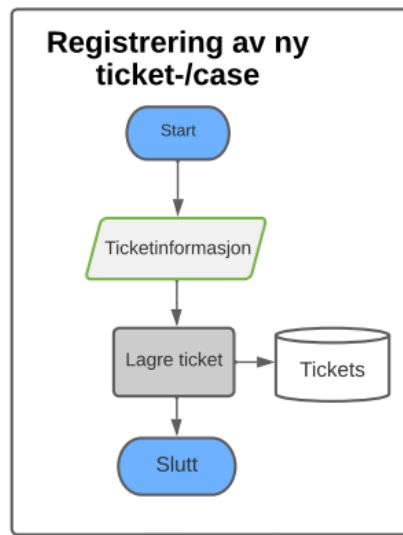 Registrering av ny
ticket-/case
Start
Ticketinformasjon
Lagre ticket
Tickets
Slutt